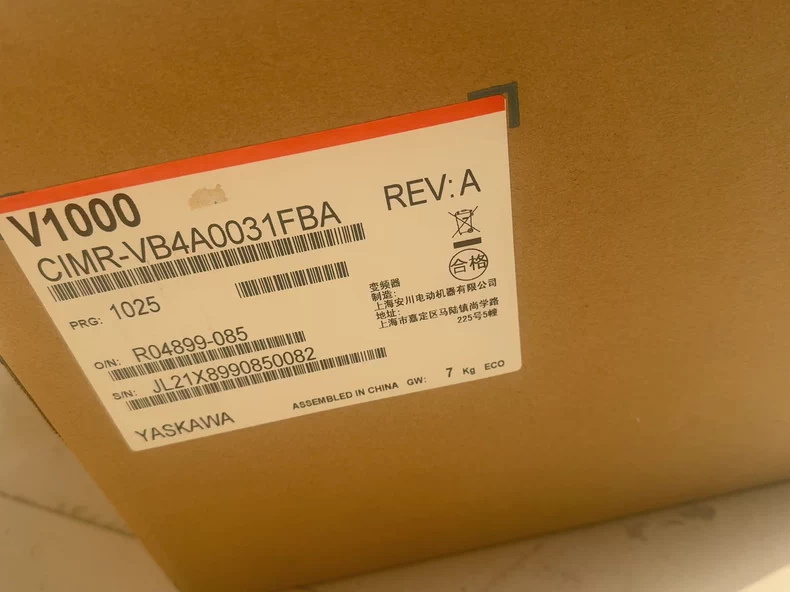 V1000
REV: A
CIMR-VB4A0031FBA
PRG: 1025
合格
变频器
制造:
上海安川电动机器有限公司
地址:
上海市嘉定区马陆镇尚学路
225号5幢
O/N: R04899-085
S/N: JL21X8990850082
YASKAWA
ASSEMBLED IN CHINA GW: 7 Kg ECO